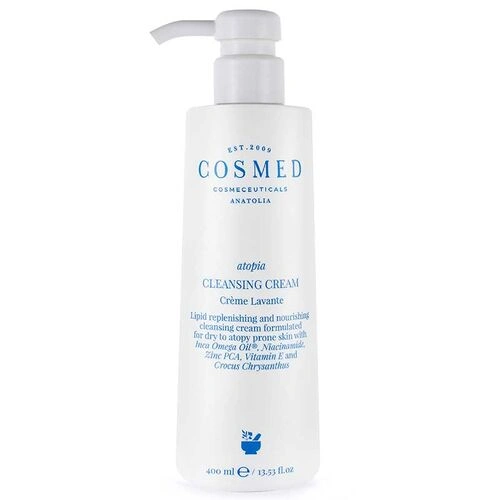 EST.2009
COSMED
COSMECEUTICALS
ANATOLIA
atopia
CLEANSING CREAM
Crème Lavante
Lipid replenishing and nourishing
cleansing cream formulated
for dry to atopy prone skin with
Inca Omega Oil®, Niacinamide,
Zinc PCA, Vitamin E and
Crocus Chrysanthus
400 ml ℮ / 13.53 fl.oz